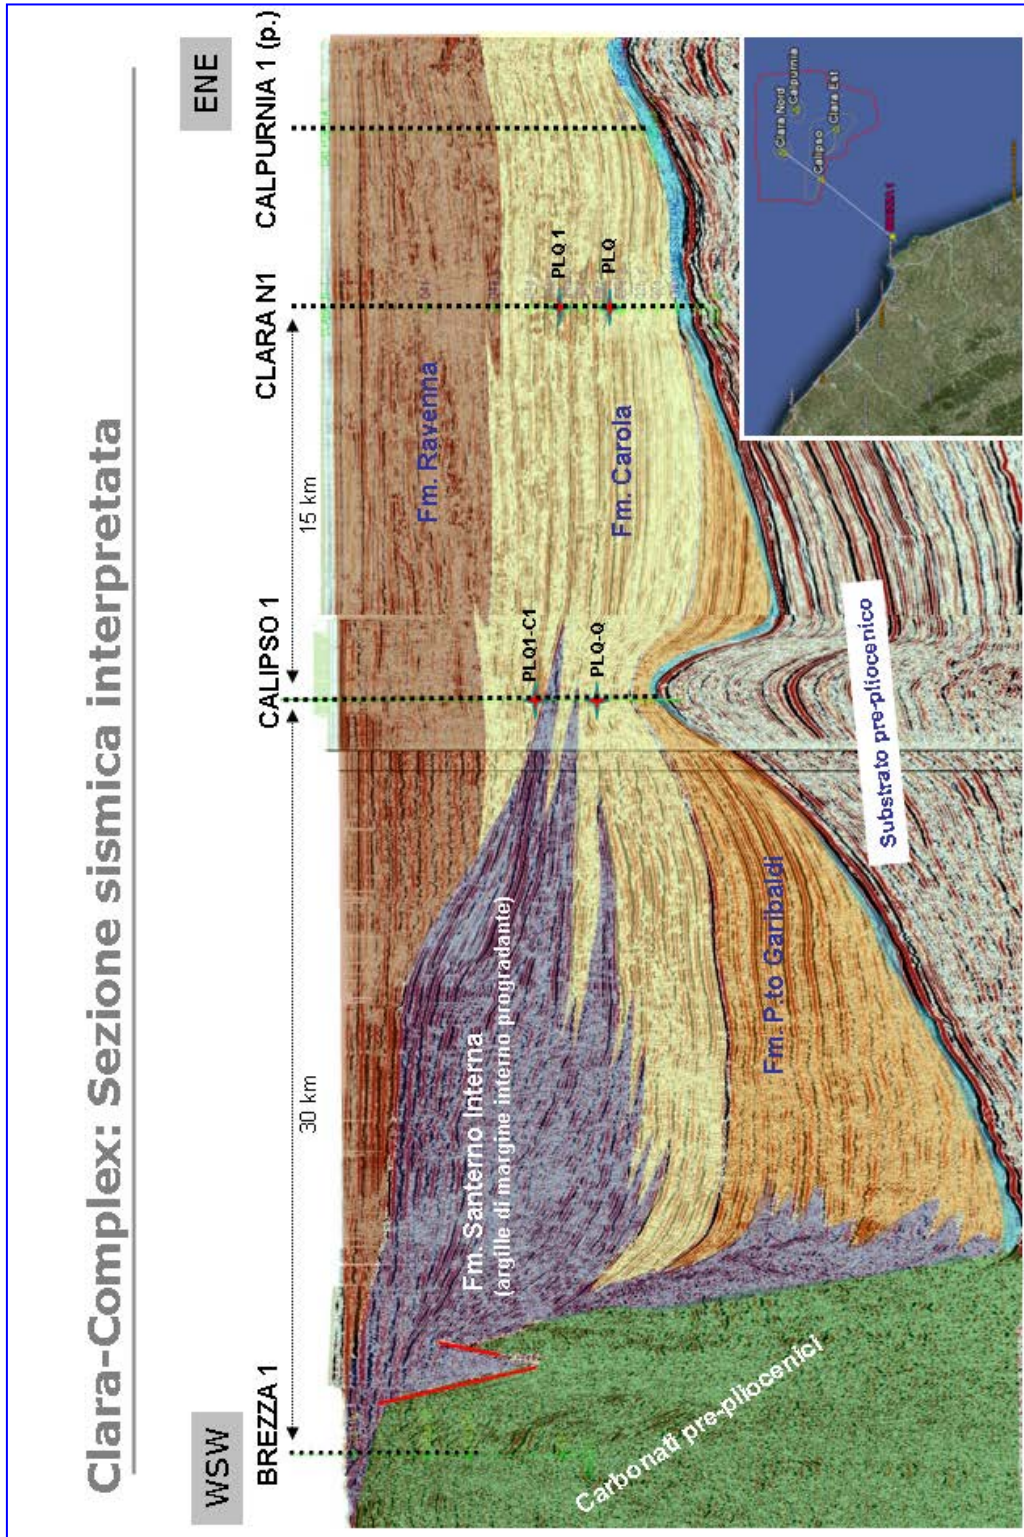 Clara-Complex: Sezione sismica interpretata
WSW
ENE
BREZZA 1
CALIPSO 1
CLARA N1
CALPURNIA 1 (p.)
30 km
15 km
Fm. Ravenna
Fm. Santerno Interna
(argille di margine interno progradante)
PLQ1-C1
PLQ-Q
PLQ 1
PLQ
Fm. Carola
Fm. P.to Garibaldi
Carbonati pre-pliocenici
Substrato pre-pliocenico
Clara Nord
Calpurnia
Calipso
Clara Est